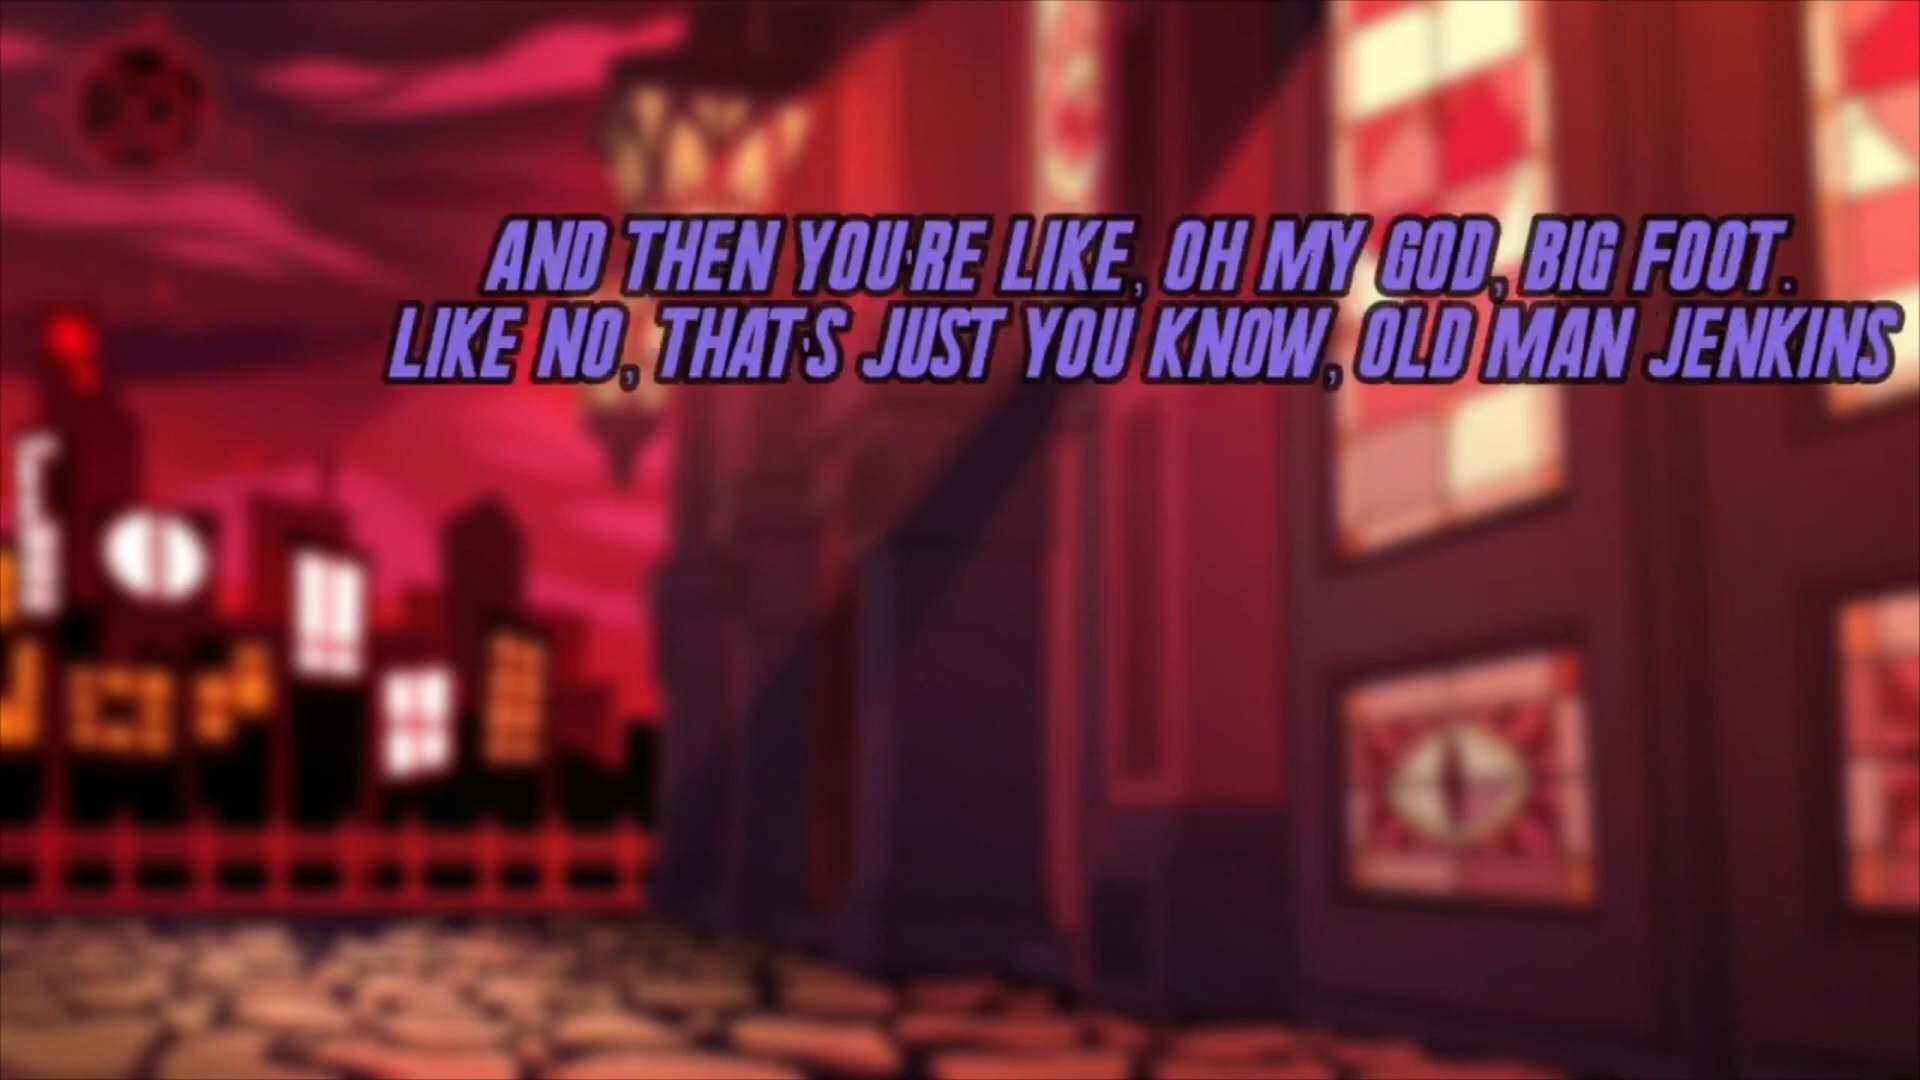 AND THEN YOU'RE LIKE, OH MY GOD, BIG FOOT.
LIKE NO, THAT'S JUST YOU KNOW, OLD MAN JENKINS